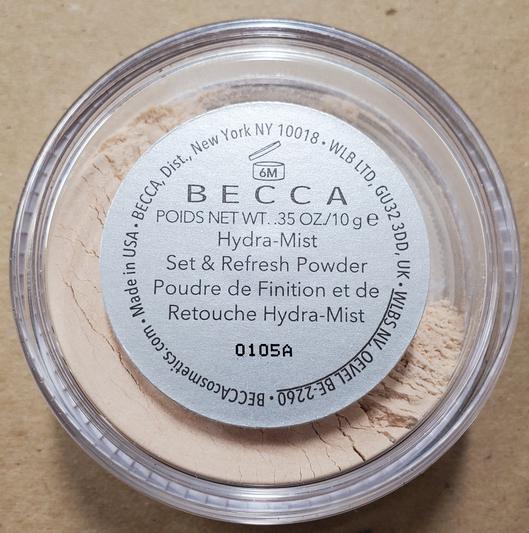 BECCA, Dist., New York NY 10018 • WLB LTD, GU32 3DD, UK • WLBS NV, OEVEL BE-2260 • BECCAcosmetics.com • Made in USA •
6M
BECCA
POIDS NET WT. .35 OZ./10 g e
Hydra-Mist
Set & Refresh Powder
Poudre de Finition et de
Retouche Hydra-Mist
0105A